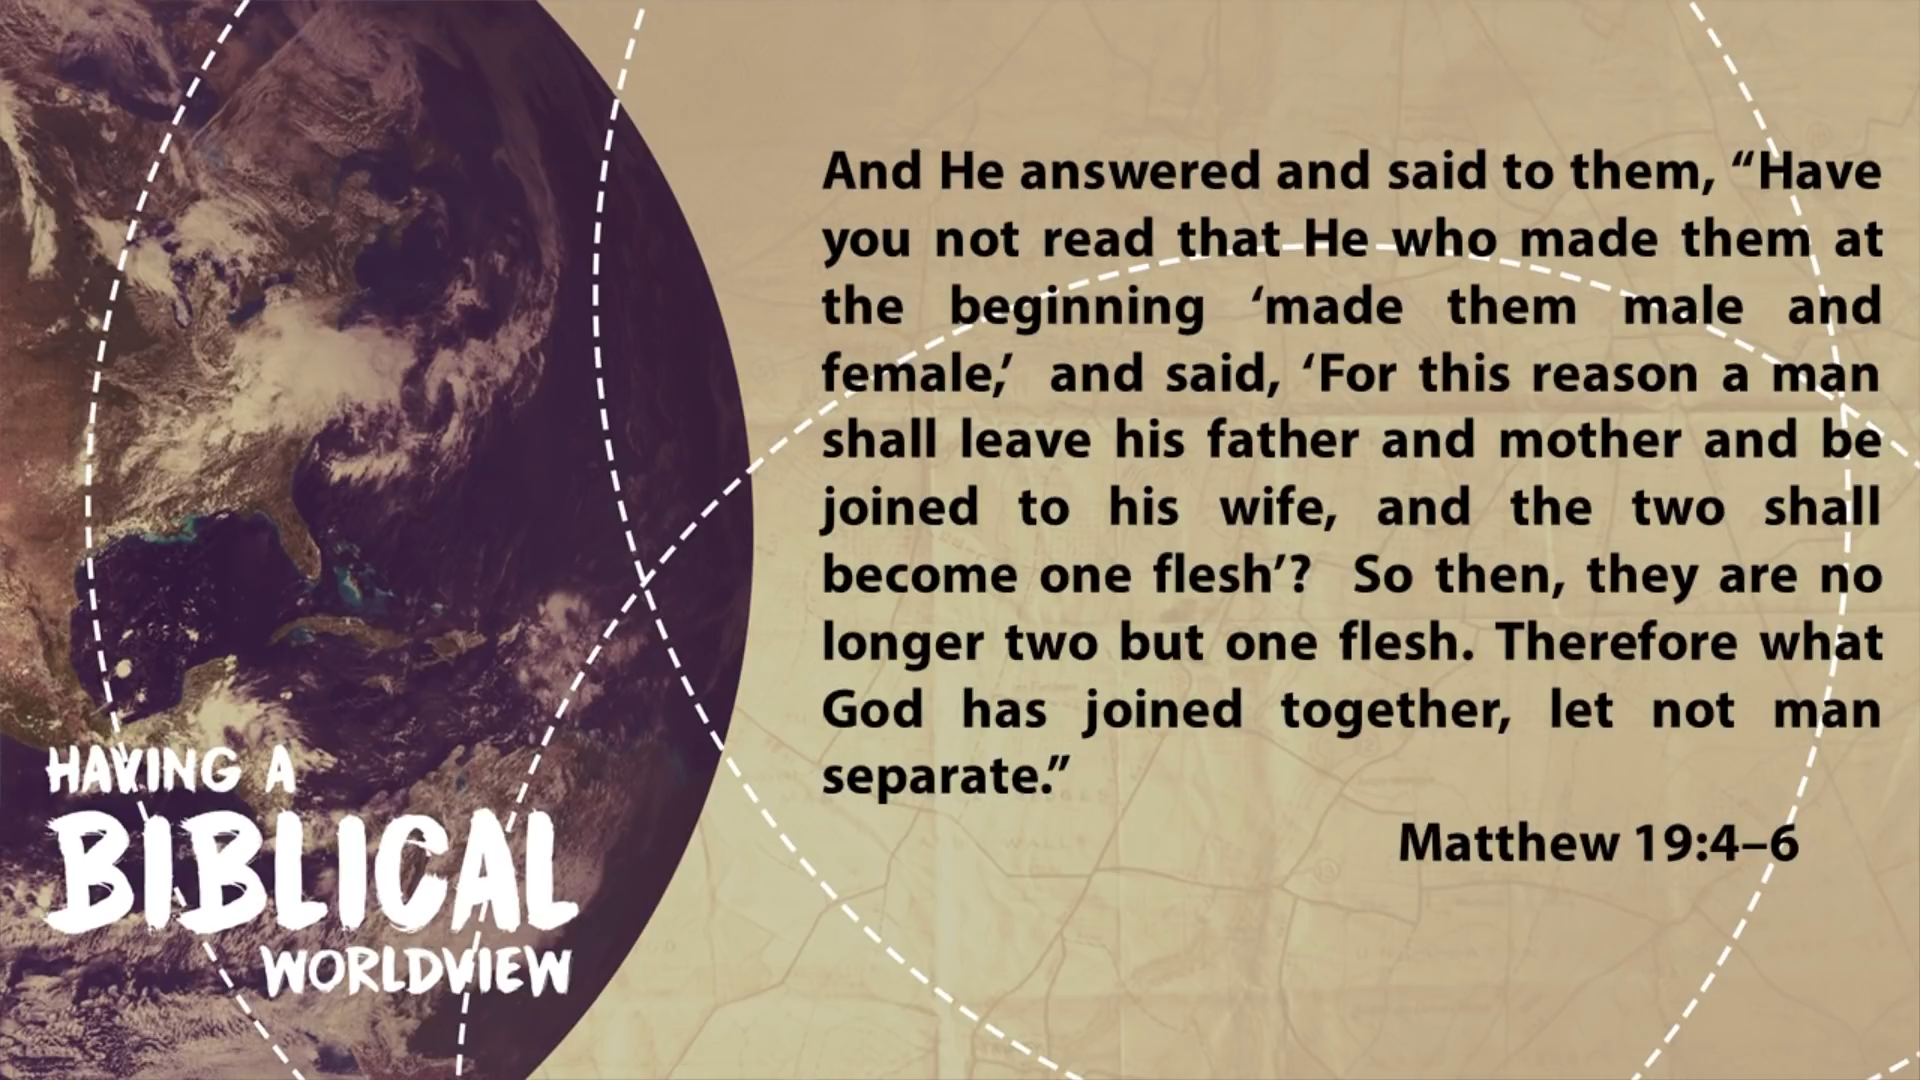 And He answered and said to them, “Have
you not read that He who made them at
the beginning ‘made them male and
female,’ and said, ‘For this reason a man
shall leave his father and mother and be
joined to his wife, and the two shall
become one flesh’? So then, they are no
longer two but one flesh. Therefore what
God has joined together, let not man
separate.”
Matthew 19:4–6
HAVING A
BIBLICAL
WORLDVIEW